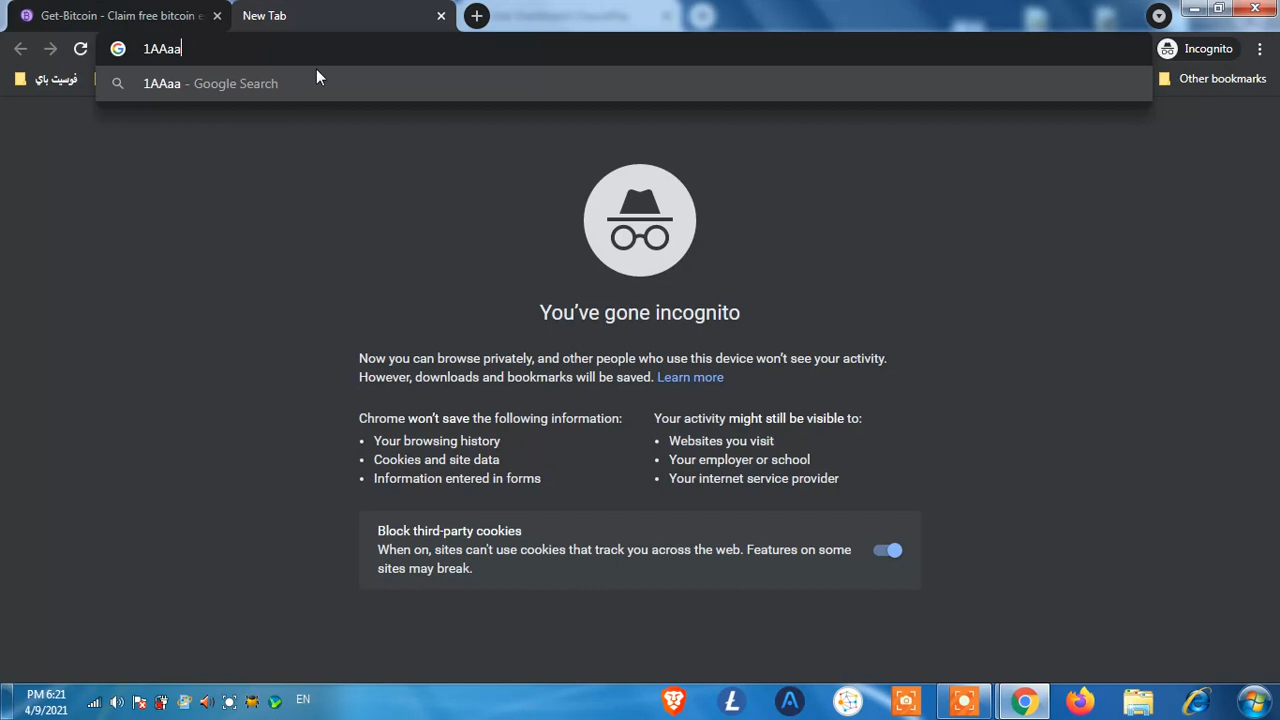 Get-Bitcoin - Claim free bitcoin e
New Tab
1AAaa
Incognito
1AAaa - Google Search
فوسيت باي
Other bookmarks
You've gone incognito
Now you can browse privately, and other people who use this device won't see your activity.
However, downloads and bookmarks will be saved. Learn more
Chrome won't save the following information:
• Your browsing history
• Cookies and site data
• Information entered in forms
Your activity might still be visible to:
• Websites you visit
• Your employer or school
• Your internet service provider
Block third-party cookies
When on, sites can't use cookies that track you across the web. Features on some
sites may break.
PM 6:21
4/9/2021
EN